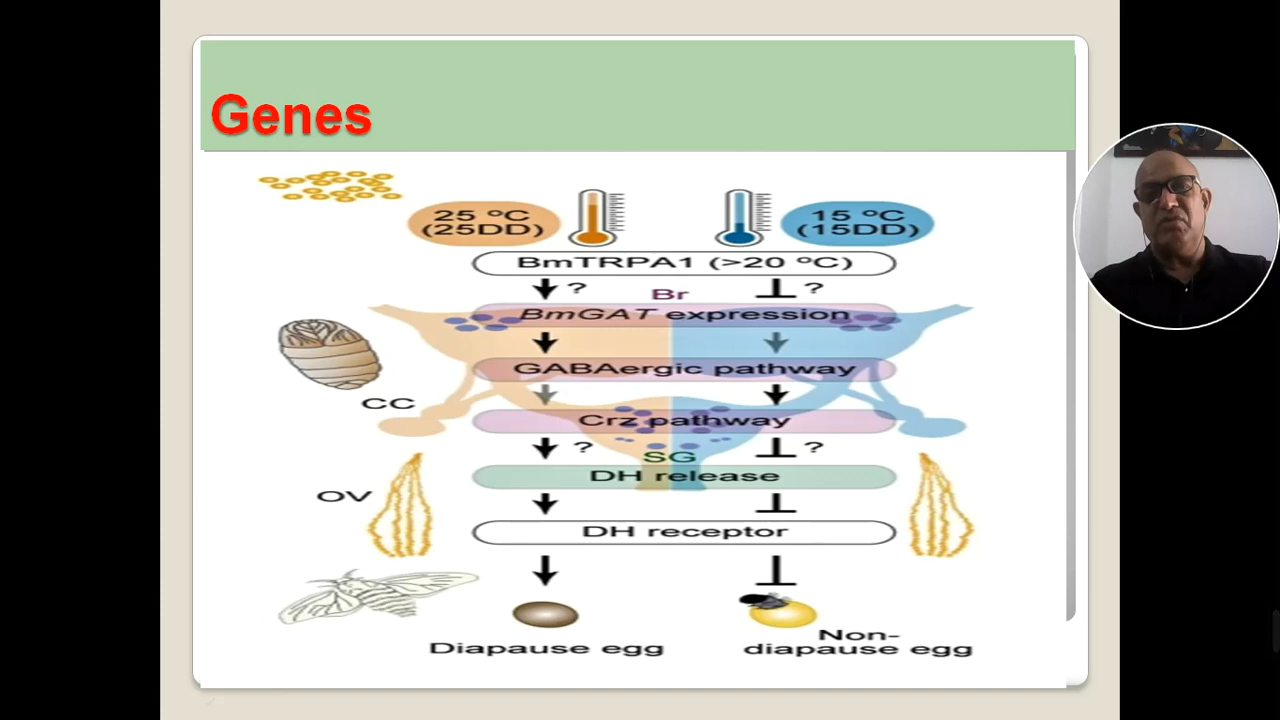 Genes
25 ºC
(25DD)
15 ºC
(15DD)
BmTRPA1 (>20 ºC)
? ?
Br
BmGAT expression
GABAergic pathway
CC
Crz pathway
? ?
SG
DH release
OV
DH receptor
Diapause egg
Non-
diapause egg